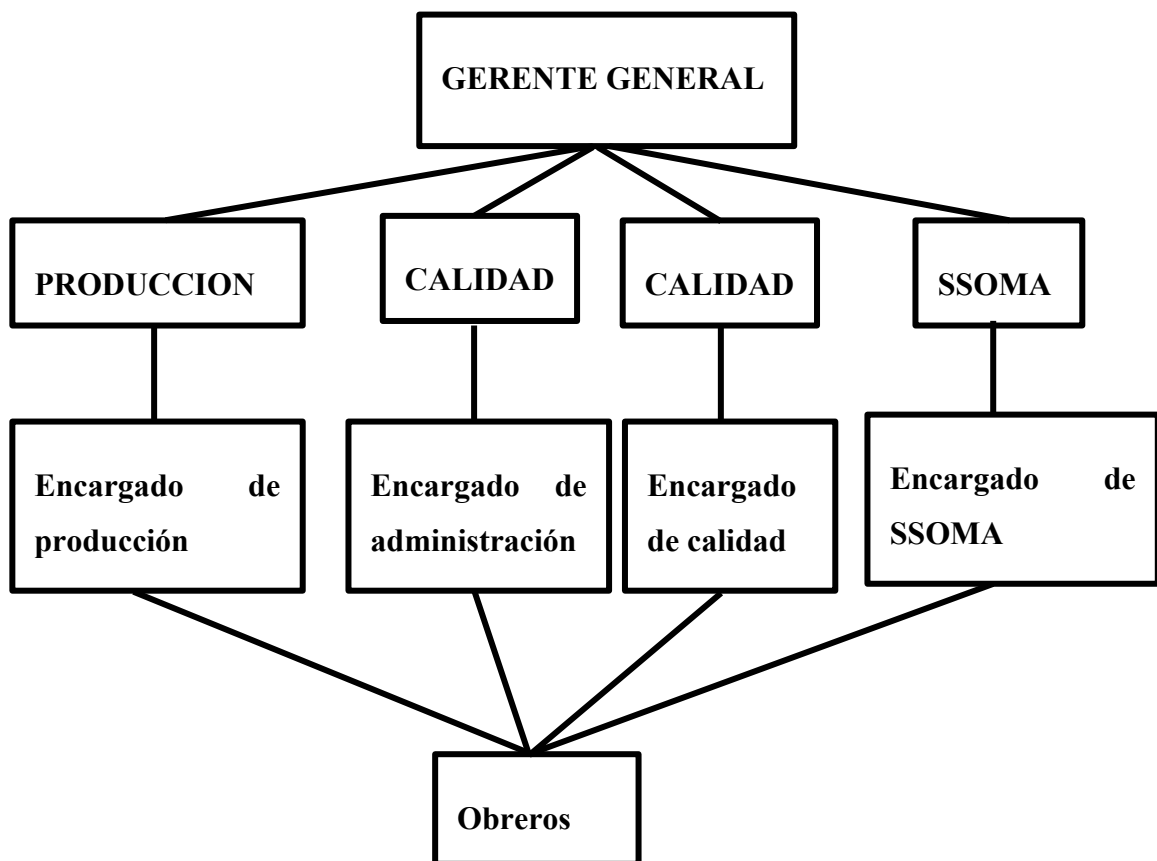 GERENTE GENERAL
PRODUCCION
CALIDAD
CALIDAD
SSOMA
Encargado de
producción
Encargado de
administración
Encargado
de calidad
Encargado de
SSOMA
Obreros